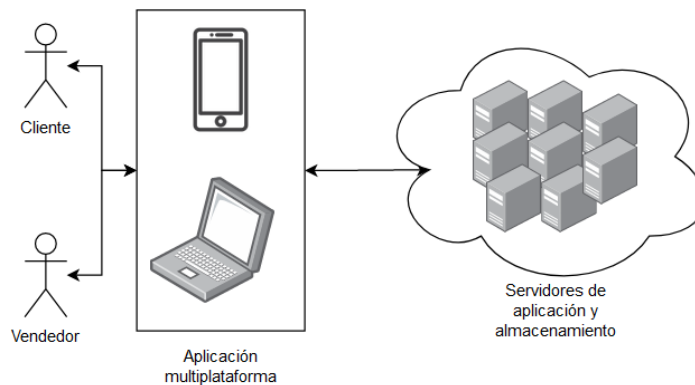 Cliente
Vendedor
Aplicación
multiplataforma
Servidores de
aplicación y
almacenamiento